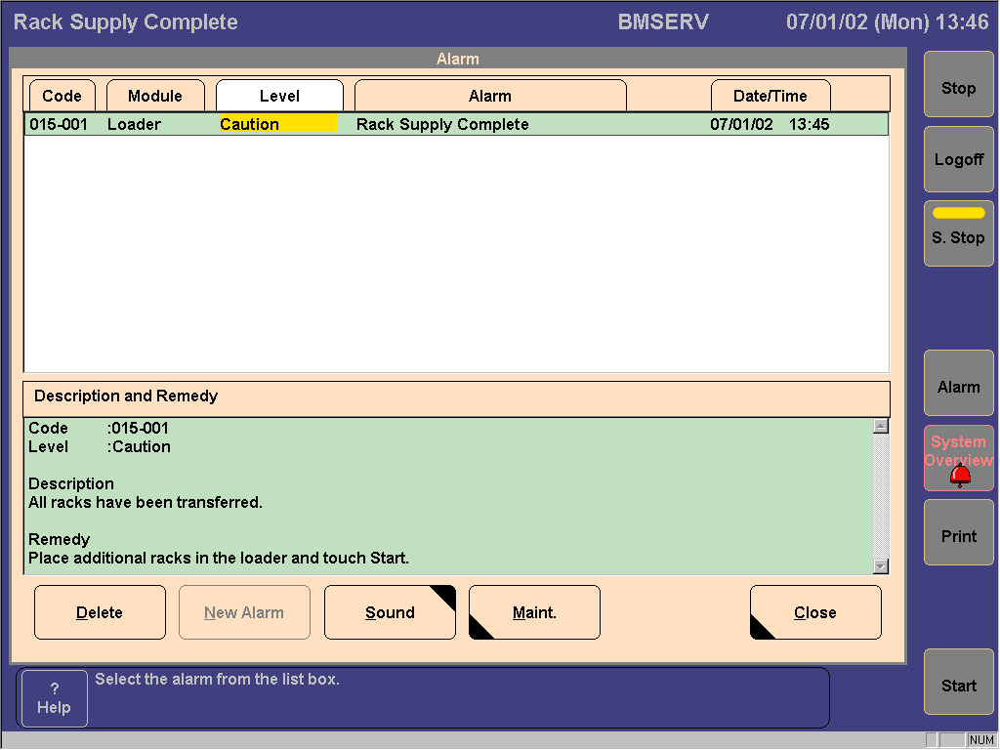 Rack Supply Complete BMSERV 07/01/02 (Mon) 13:46
Alarm
Code Module Level Alarm Date/Time
015-001 Loader Caution Rack Supply Complete 07/01/02 13:45
Description and Remedy
Code :015-001
Level :Caution
Description
All racks have been transferred.
Remedy
Place additional racks in the loader and touch Start.
Delete New Alarm Sound Maint. Close
?
Help
Select the alarm from the list box.
Stop
Logoff
S. Stop
Alarm
System
Overview
Print
Start
NUM